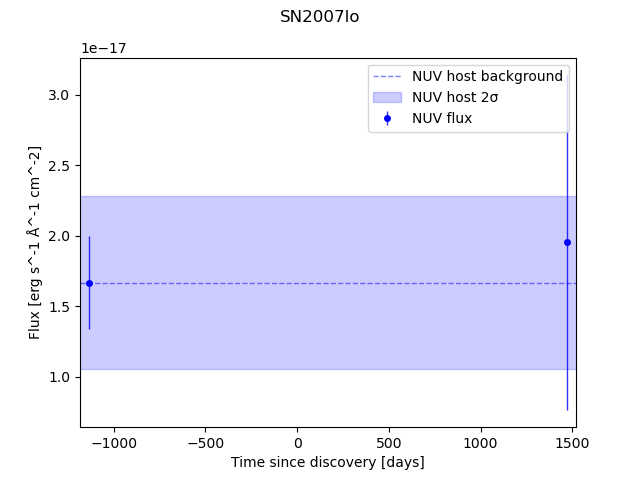 SN2007lo
1e−17
NUV host background
NUV host 2σ
NUV flux
3.0
2.5
2.0
1.5
1.0
Flux [erg s^-1 Å^-1 cm^-2]
−1000
−500
0
500
1000
1500
Time since discovery [days]